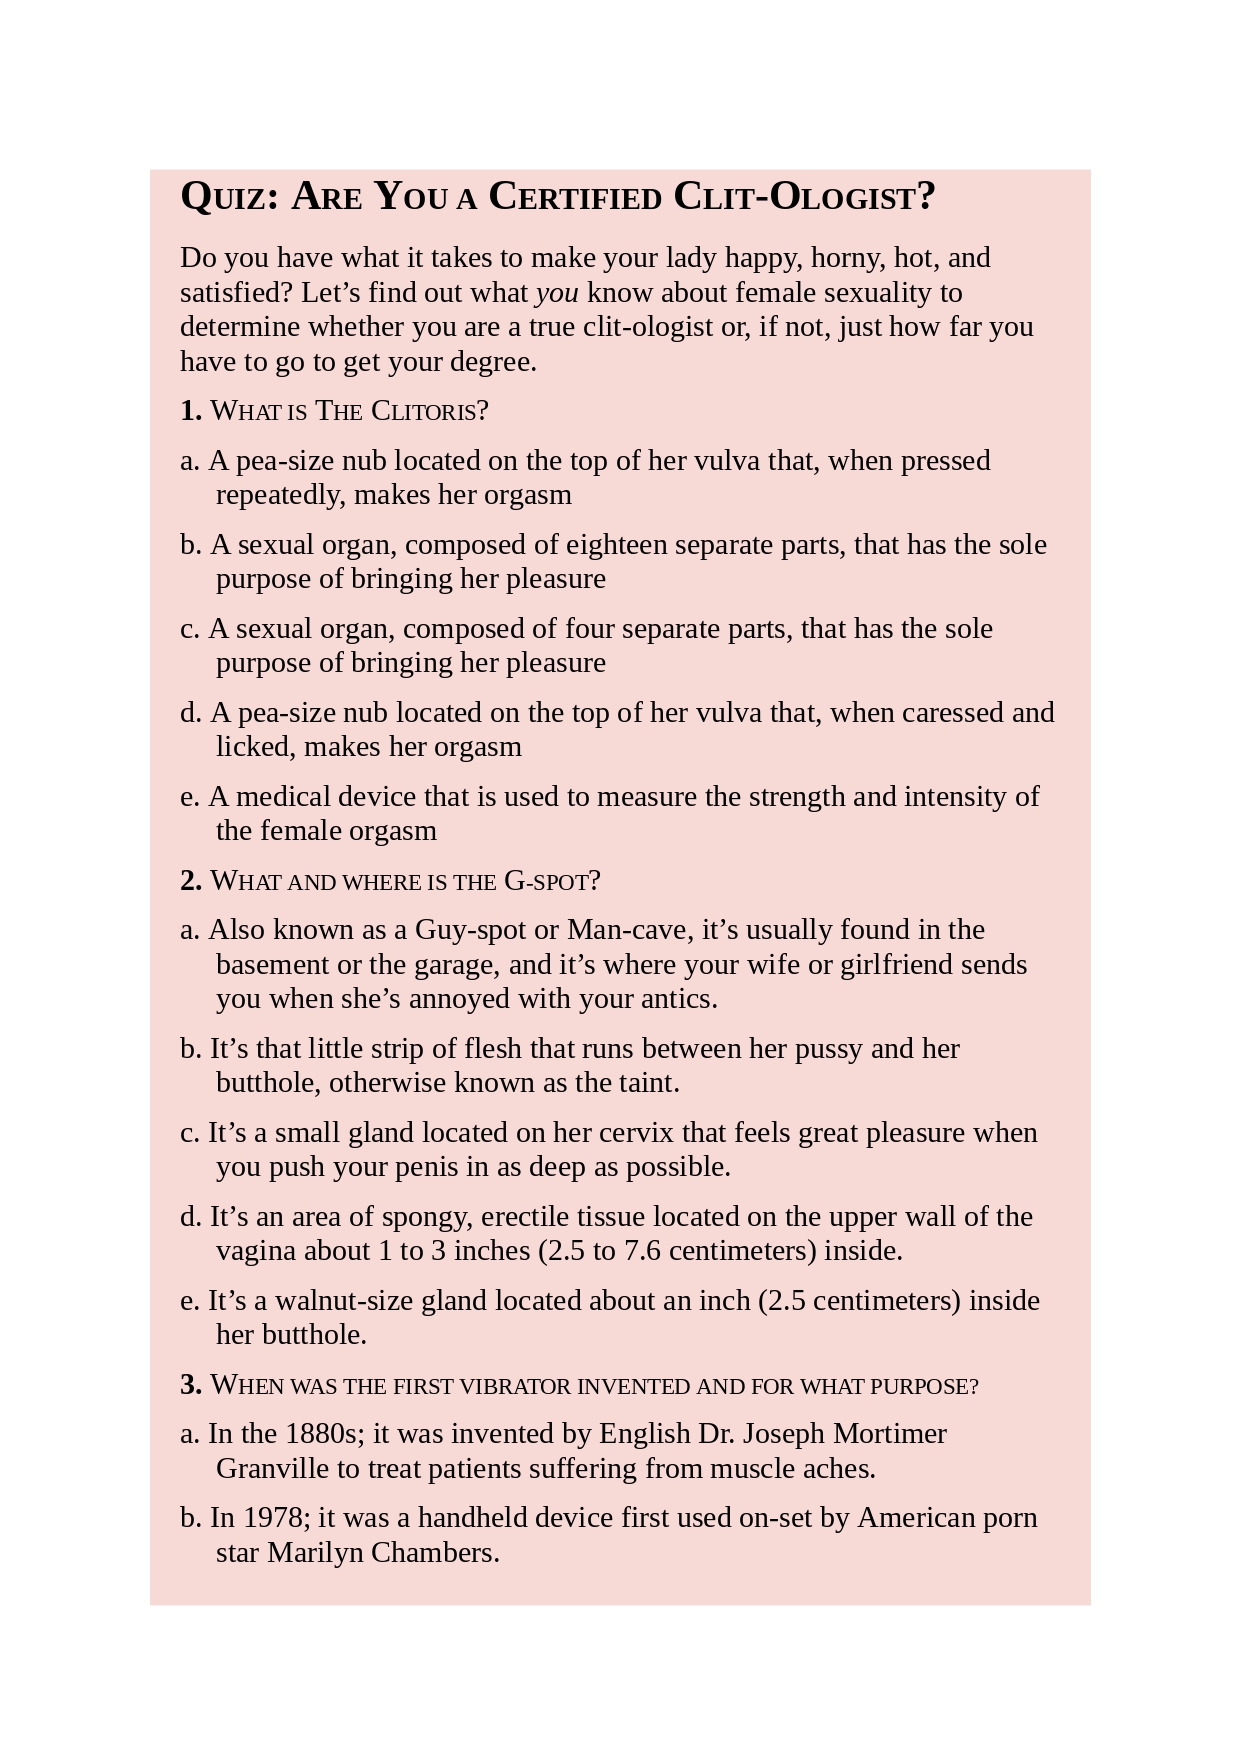 Quiz: Are You a Certified Clit-Ologist?
Do you have what it takes to make your lady happy, horny, hot, and
satisfied? Let’s find out what you know about female sexuality to
determine whether you are a true clit-ologist or, if not, just how far you
have to go to get your degree.
1. What is The Clitoris?
a. A pea-size nub located on the top of her vulva that, when pressed
repeatedly, makes her orgasm
b. A sexual organ, composed of eighteen separate parts, that has the sole
purpose of bringing her pleasure
c. A sexual organ, composed of four separate parts, that has the sole
purpose of bringing her pleasure
d. A pea-size nub located on the top of her vulva that, when caressed and
licked, makes her orgasm
e. A medical device that is used to measure the strength and intensity of
the female orgasm
2. What and where is the G-spot?
a. Also known as a Guy-spot or Man-cave, it’s usually found in the
basement or the garage, and it’s where your wife or girlfriend sends
you when she’s annoyed with your antics.
b. It’s that little strip of flesh that runs between her pussy and her
butthole, otherwise known as the taint.
c. It’s a small gland located on her cervix that feels great pleasure when
you push your penis in as deep as possible.
d. It’s an area of spongy, erectile tissue located on the upper wall of the
vagina about 1 to 3 inches (2.5 to 7.6 centimeters) inside.
e. It’s a walnut-size gland located about an inch (2.5 centimeters) inside
her butthole.
3. When was the first vibrator invented and for what purpose?
a. In the 1880s; it was invented by English Dr. Joseph Mortimer
Granville to treat patients suffering from muscle aches.
b. In 1978; it was a handheld device first used on-set by American porn
star Marilyn Chambers.